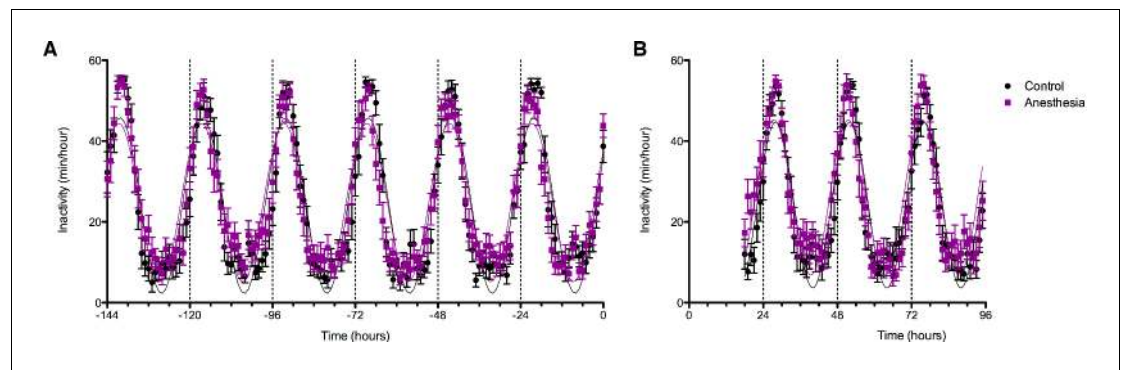 A
B
60
40
20
0
Inactivity (min/hour)
-144
-120
-96
-72
-48
-24
0
Time (hours)
60
40
20
0
Inactivity (min/hour)
0
24
48
72
96
Time (hours)
Control
Anesthesia